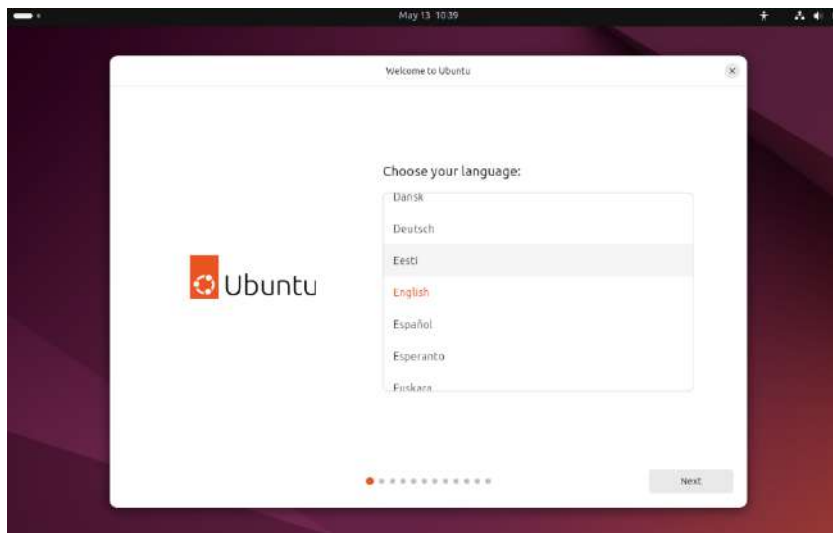 May 13 10:39
Welcome to Ubuntu
Choose your language:
Dansk
Deutsch
Eesti
English
Español
Esperanto
Euskara
Ubuntu
Next